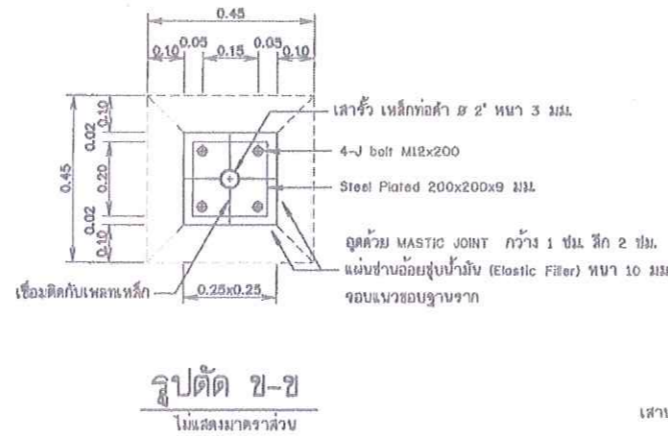 0.45
0.10 0.05 0.15 0.05 0.10
0.45
0.10
0.02
0.20
0.02
0.10
เสารั้ว เหล็กท่อดำ Ø 2" หนา 3 มม.
4-J bolt M12x200
Steel Plated 200x200x9 มม.
อุดด้วย MASTIC JOINT กว้าง 1 ซม. ลึก 2 ซม.
แผ่นชานอ้อยชุบน้ำมัน (Elastic Filler) หนา 10 มม
รอบแนวขอบฐานราก
เชื่อมติดกับเพลทเหล็ก
0.25x0.25
รูปตัด ข-ข
ไม่แสดงมาตราส่วน
เสา